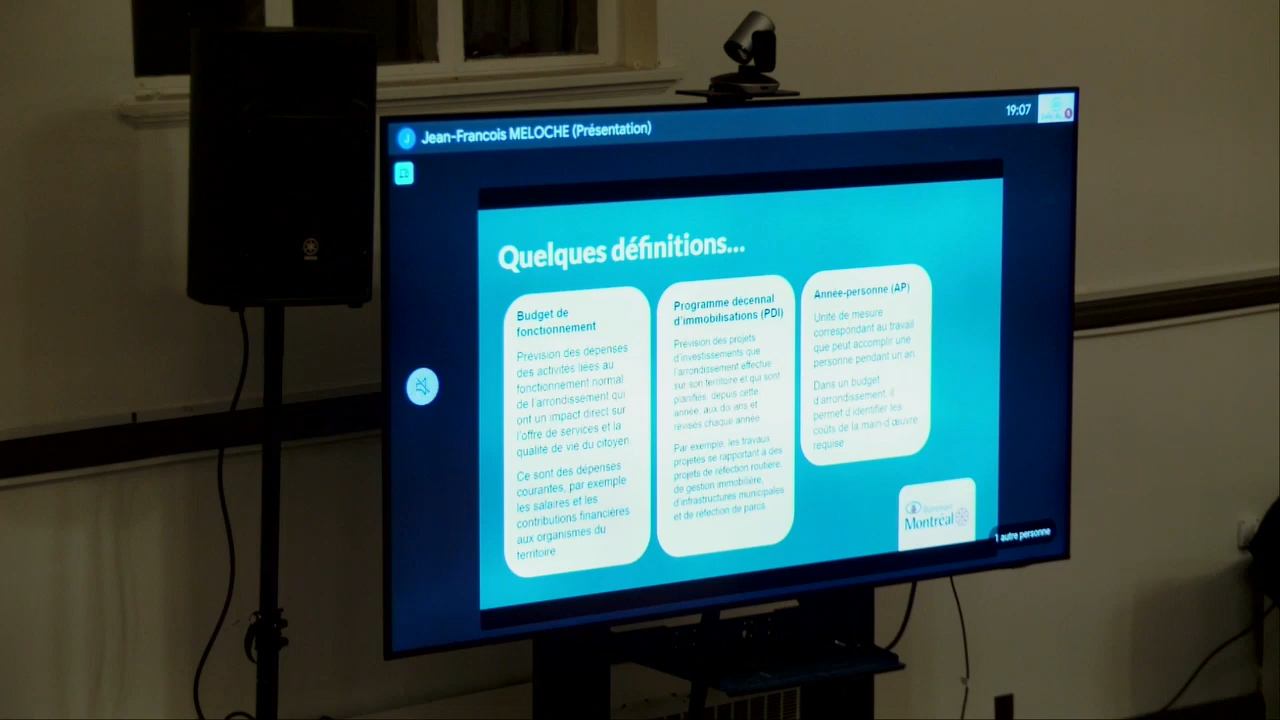 Jean-Francois MELOCHE (Présentation)
19:07
Quelques définitions...
Budget de
fonctionnement
Prévision des dépenses
des activités liées au
fonctionnement normal
de l'arrondissement qui
ont un impact direct sur
l'offre de services et la
qualité de vie du citoyen.
Ce sont des dépenses
courantes, par exemple
les salaires et les
contributions financières
aux organismes du
territoire.
Programme décennal
d'immobilisations (PDI)
Prévision des projets
d'investissements que
l'arrondissement effectue
sur son territoire et qui sont
planifiés, depuis cette
année, aux dix ans et
révisés chaque année.
Par exemple, les travaux
projetés se rapportant à des
projets de réfection routière,
de gestion immobilière,
d'infrastructures municipales
et de réfection de parcs.
Année-personne (AP)
Unité de mesure
correspondant au travail
que peut accomplir une
personne pendant un an.
Dans un budget
d'arrondissement, il
permet d'identifier les
coûts de la main-d'œuvre
requise
Montréal
1 autre personne